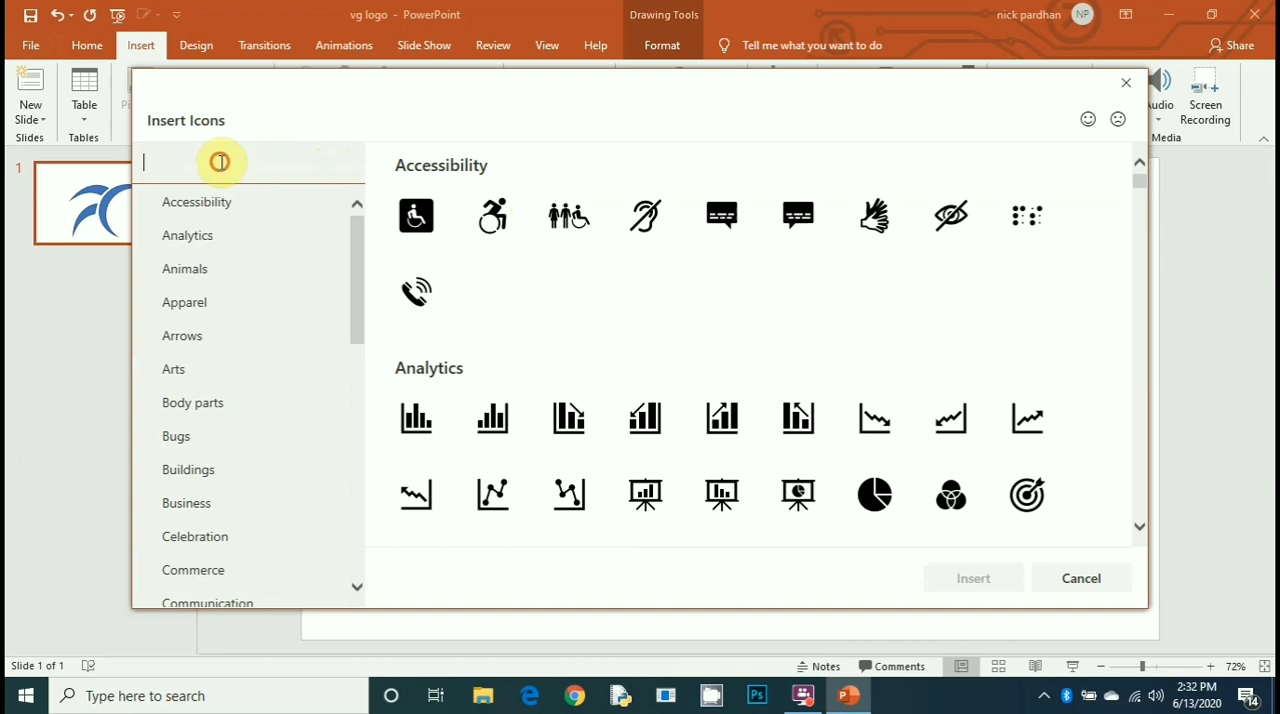 vg logo - PowerPoint
Drawing Tools
nick pardhan
NP
File
Home
Insert
Design
Transitions
Animations
Slide Show
Review
View
Help
Format
Tell me what you want to do
Share
New
Slide
Slides
Table
Tables
Audio
Screen
Recording
Media
Insert Icons
Accessibility
Analytics
Animals
Apparel
Arrows
Arts
Body parts
Bugs
Buildings
Business
Celebration
Commerce
Communication
Accessibility
Analytics
Insert
Cancel
1
Slide 1 of 1
Notes
Comments
72%
Type here to search
Ps
2:32 PM
6/13/2020
14